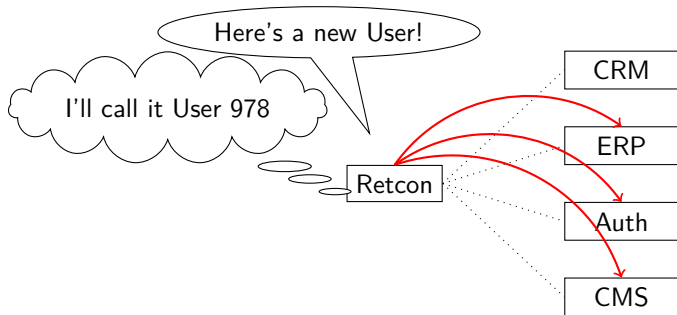 Here's a new User!
I'll call it User 978
Retcon
CRM
ERP
Auth
CMS